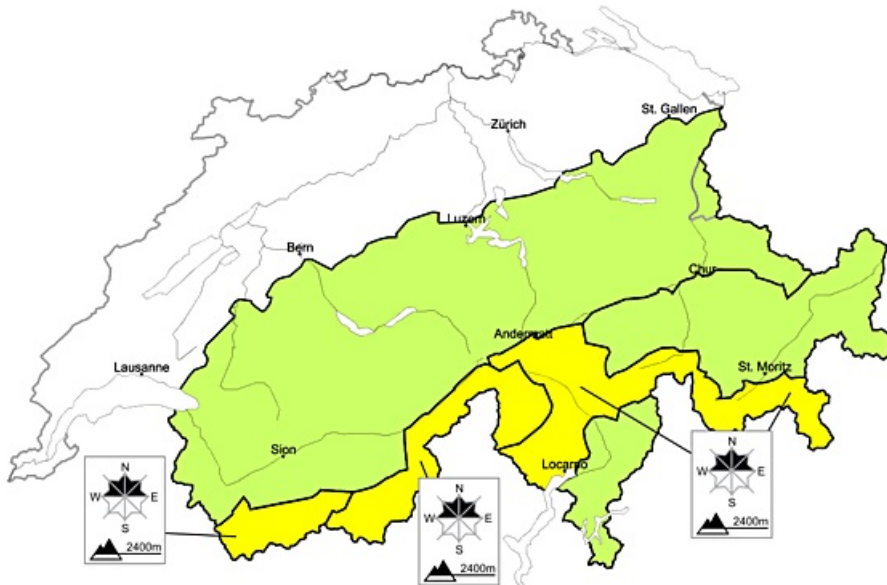 St. Gallen
Zürich
Luzern
Bern
Chur
Andermatt
Lausanne
St. Moritz
Sion
Locarno
N
W E
S
2400m
N
W E
S
2400m
N
W E
S
2400m